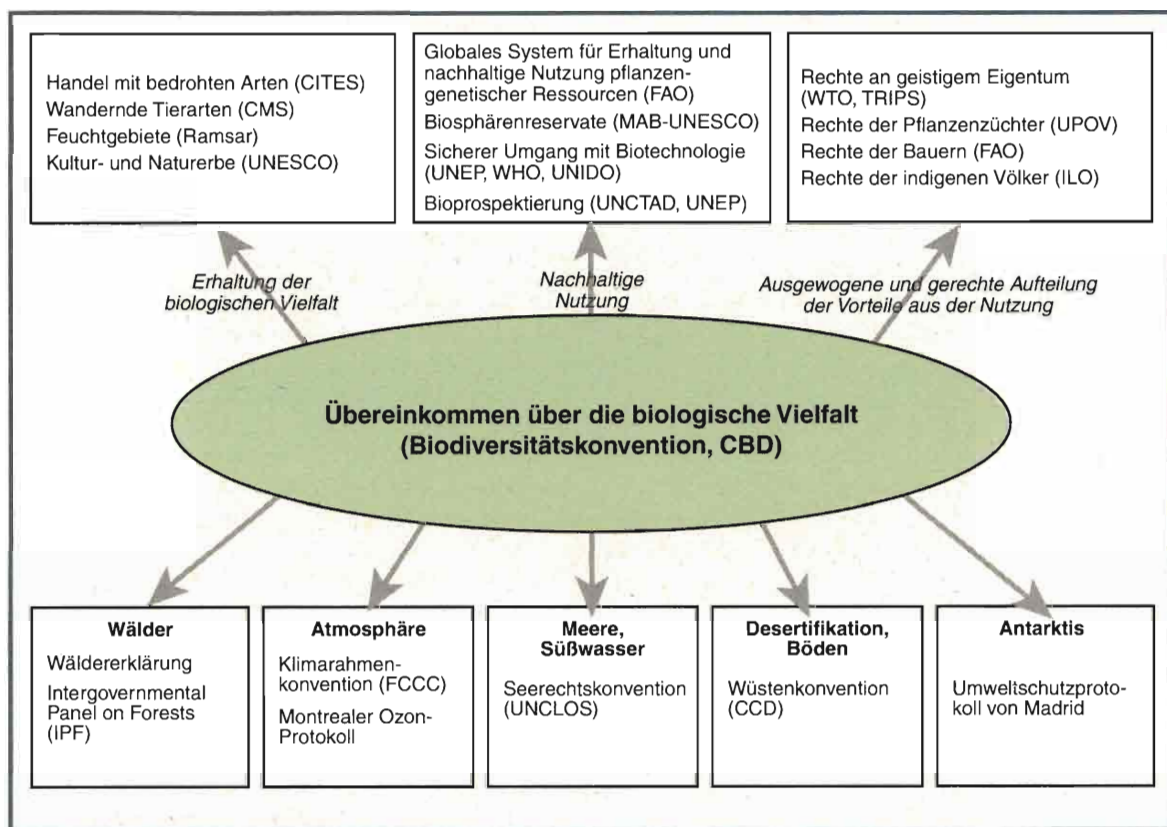 Handel mit bedrohten Arten (CITES)
Wandernde Tierarten (CMS)
Feuchtgebiete (Ramsar)
Kultur- und Naturerbe (UNESCO)
Globales System für Erhaltung und
nachhaltige Nutzung pflanzen-
genetischer Ressourcen (FAO)
Biosphärenreservate (MAB-UNESCO)
Sicherer Umgang mit Biotechnologie
(UNEP, WHO, UNIDO)
Bioprospektierung (UNCTAD, UNEP)
Rechte an geistigem Eigentum
(WTO, TRIPS)
Rechte der Pflanzenzüchter (UPOV)
Rechte der Bauern (FAO)
Rechte der indigenen Völker (ILO)
Erhaltung der
biologischen Vielfalt
Nachhaltige
Nutzung
Ausgewogene und gerechte Aufteilung
der Vorteile aus der Nutzung
Übereinkommen über die biologische Vielfalt
(Biodiversitätskonvention, CBD)
Wälder
Wäldererklärung
Intergovernmental
Panel on Forests
(IPF)
Atmosphäre
Klimarahmen-
konvention (FCCC)
Montrealer Ozon-
Protokoll
Meere,
Süßwasser
Seerechtskonvention
(UNCLOS)
Desertifikation,
Böden
Wüstenkonvention
(CCD)
Antarktis
Umweltschutzproto-
koll von Madrid